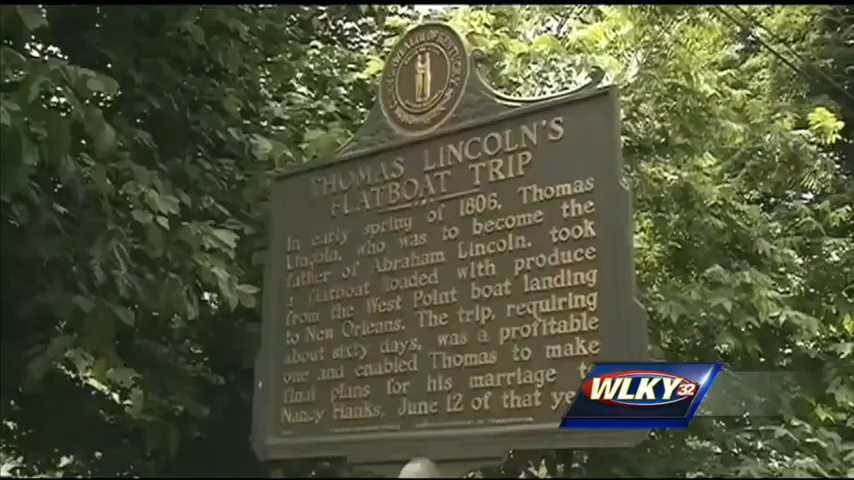 THOMAS LINCOLN'S
FLATBOAT TRIP
In early spring of 1806, Thomas
Lincoln, who was to become the
father of Abraham Lincoln, took
a flatboat loaded with produce
from the West Point boat landing
to New Orleans. The trip, requiring
about sixty days, was a profitable
one and enabled Thomas to make
final plans for his marriage to
Nancy Hanks, June 12 of that
WLKY 32